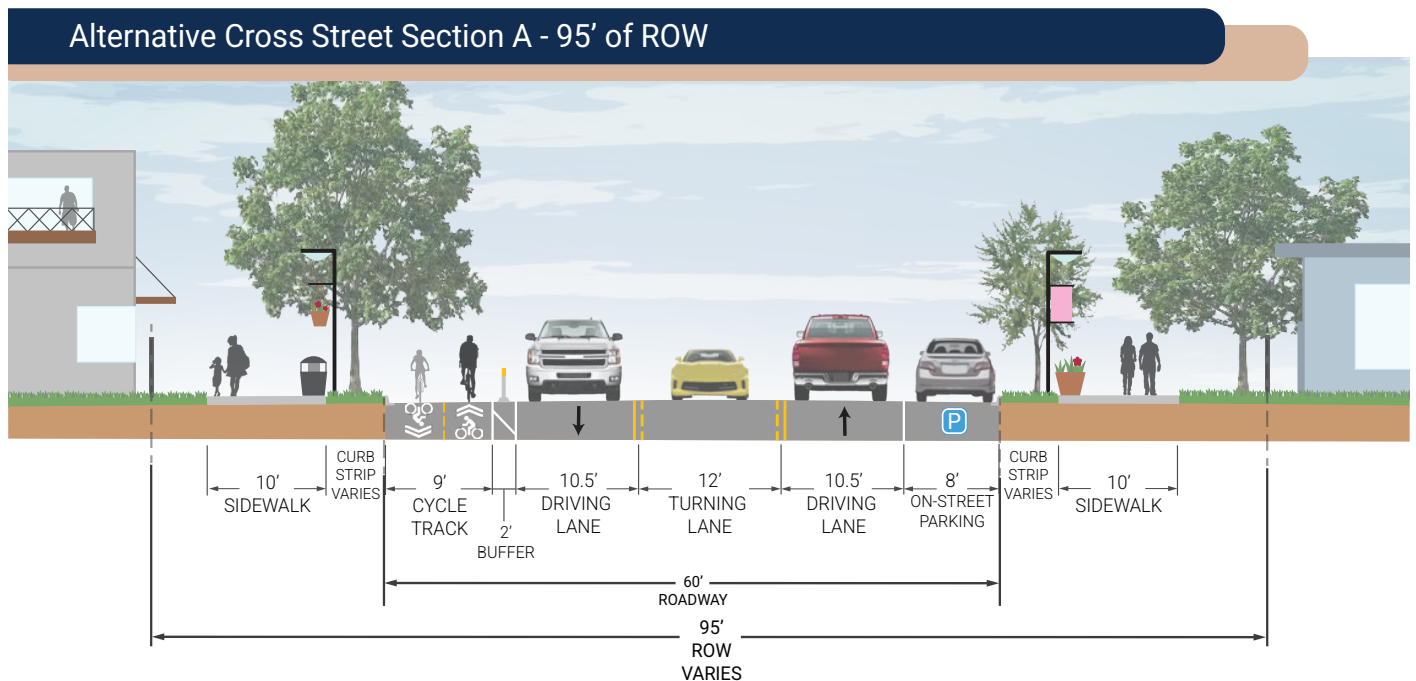 Alternative Cross Street Section A - 95’ of ROW
P
10’
SIDEWALK
CURB
STRIP
VARIES
9’
CYCLE
TRACK
2’
BUFFER
10.5’
DRIVING
LANE
12’
TURNING
LANE
10.5’
DRIVING
LANE
8’
ON-STREET
PARKING
CURB
STRIP
VARIES
10’
SIDEWALK
60’
ROADWAY
95’
ROW
VARIES